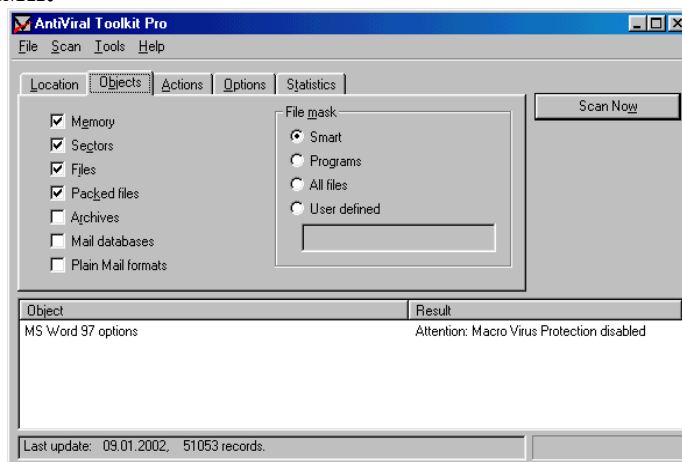 AntiViral Toolkit Pro
File Scan Tools Help
Location Objects Actions Options Statistics
Scan Now
Memory
Sectors
Files
Packed files
Archives
Mail databases
Plain Mail formats
File mask
Smart
Programs
All files
User defined
Object Result
MS Word 97 options Attention: Macro Virus Protection disabled
Last update: 09.01.2002, 51053 records.